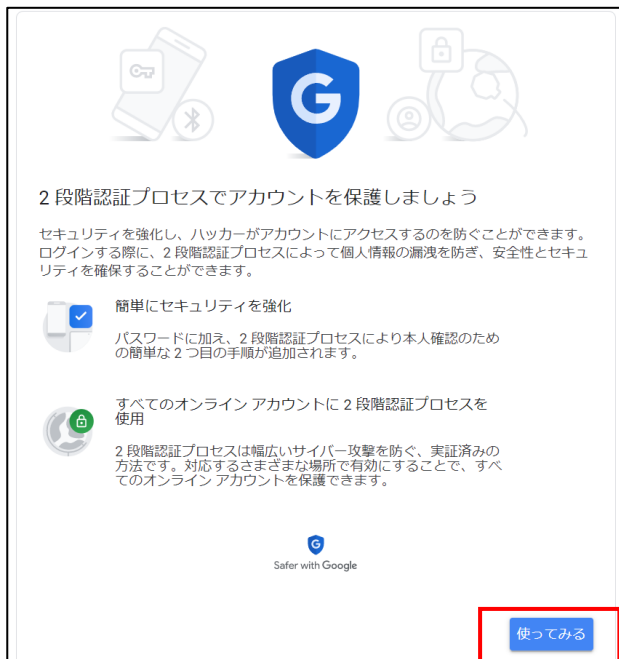 G
2 段階認証プロセスでアカウントを保護しましょう
セキュリティを強化し、ハッカーがアカウントにアクセスするのを防ぐことができます。
ログインする際に、2 段階認証プロセスによって個人情報の漏洩を防ぎ、安全性とセキュ
リティを確保することができます。
簡単にセキュリティを強化
パスワードに加え、2 段階認証プロセスにより本人確認のため
の簡単な 2 つ目の手順が追加されます。
すべてのオンライン アカウントに 2 段階認証プロセスを
使用
2 段階認証プロセスは幅広いサイバー攻撃を防ぐ、実証済みの
方法です。対応するさまざまな場所で有効にすることで、すべ
てのオンライン アカウントを保護できます。
G
Safer with Google
使ってみる